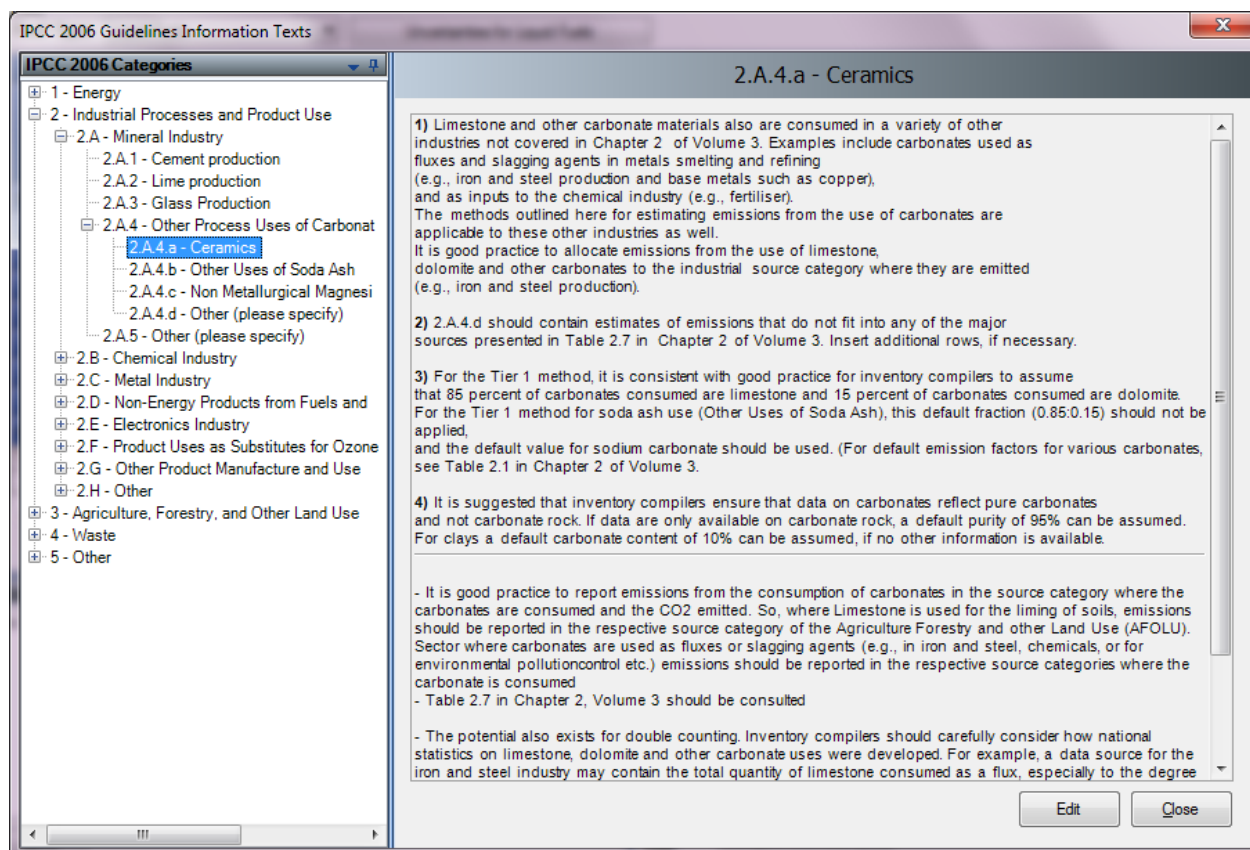 IPCC 2006 Guidelines Information Texts
IPCC 2006 Categories
1 - Energy
2 - Industrial Processes and Product Use
2.A - Mineral Industry
2.A.1 - Cement production
2.A.2 - Lime production
2.A.3 - Glass Production
2.A.4 - Other Process Uses of Carbonat
2.A.4.a - Ceramics
2.A.4.b - Other Uses of Soda Ash
2.A.4.c - Non Metallurgical Magnesi
2.A.4.d - Other (please specify)
2.A.5 - Other (please specify)
2.B - Chemical Industry
2.C - Metal Industry
2.D - Non-Energy Products from Fuels and
2.E - Electronics Industry
2.F - Product Uses as Substitutes for Ozone
2.G - Other Product Manufacture and Use
2.H - Other
3 - Agriculture, Forestry, and Other Land Use
4 - Waste
5 - Other
2.A.4.a - Ceramics
1) Limestone and other carbonate materials also are consumed in a variety of other
industries not covered in Chapter 2 of Volume 3. Examples include carbonates used as
fluxes and slagging agents in metals smelting and refining
(e.g., iron and steel production and base metals such as copper),
and as inputs to the chemical industry (e.g., fertiliser).
The methods outlined here for estimating emissions from the use of carbonates are
applicable to these other industries as well.
It is good practice to allocate emissions from the use of limestone,
dolomite and other carbonates to the industrial source category where they are emitted
(e.g., iron and steel production).
2) 2.A.4.d should contain estimates of emissions that do not fit into any of the major
sources presented in Table 2.7 in Chapter 2 of Volume 3. Insert additional rows, if necessary.
3) For the Tier 1 method, it is consistent with good practice for inventory compilers to assume
that 85 percent of carbonates consumed are limestone and 15 percent of carbonates consumed are dolomite.
For the Tier 1 method for soda ash use (Other Uses of Soda Ash), this default fraction (0.85:0.15) should not be
applied,
and the default value for sodium carbonate should be used. (For default emission factors for various carbonates,
see Table 2.1 in Chapter 2 of Volume 3.
4) It is suggested that inventory compilers ensure that data on carbonates reflect pure carbonates
and not carbonate rock. If data are only available on carbonate rock, a default purity of 95% can be assumed.
For clays a default carbonate content of 10% can be assumed, if no other information is available.
- It is good practice to report emissions from the consumption of carbonates in the source category where the
carbonates are consumed and the CO2 emitted. So, where Limestone is used for the liming of soils, emissions
should be reported in the respective source category of the Agriculture Forestry and other Land Use (AFOLU).
Sector where carbonates are used as fluxes or slagging agents (e.g., in iron and steel, chemicals, or for
environmental pollutioncontrol etc.) emissions should be reported in the respective source categories where the
carbonate is consumed
- Table 2.7 in Chapter 2, Volume 3 should be consulted
- The potential also exists for double counting. Inventory compilers should carefully consider how national
statistics on limestone, dolomite and other carbonate uses were developed. For example, a data source for the
iron and steel industry may contain the total quantity of limestone consumed as a flux, especially to the degree
Edit
Close